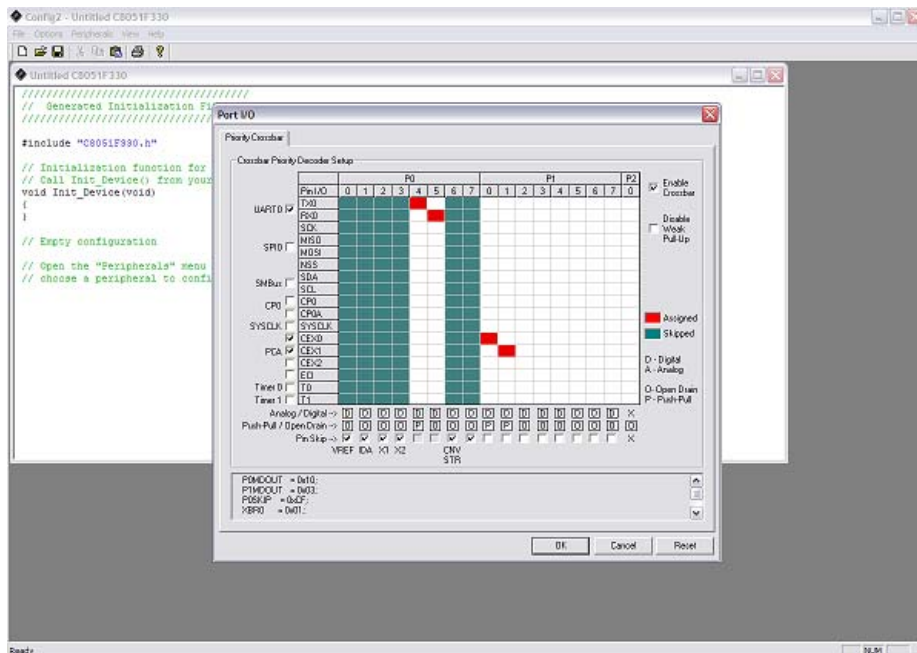 Config2 - Untitled C8051F330
File Options Peripherals View Help
Untitled C8051F330
/////////////////////////////////////
// Generated Initialization Fi
////////////////////////////////
#include "C8051F330.h"
// Initialization function for
// Call Init_Device() from your
void Init_Device(void)
{
}
// Empty configuration
// Open the "Peripherals" menu
// choose a peripheral to confi
Port I/O
Priority Crossbar
Crossbar Priority Decoder Setup
P0 P1 P2
Pin I/O 0 1 2 3 4 5 6 7 0 1 2 3 4 5 6 7 0
UART0 TX0
RX0
SCK
SPI0 MISO
MOSI
NSS
SMBus SDA
SCL
CP0 CP0
CP0A
SYSCLK SYSCLK
CEX0
PCA CEX1
CEX2
ECI
Timer 0 T0
Timer 1 T1
Enable Crossbar
Disable Weak Pull-Up
Assigned
Skipped
D - Digital
A - Analog
O- Open Drain
P - Push-Pull
Analog / Digital ->
X
Push-Pull / Open Drain ->
Pin Skip ->
X
VREF IDA X1 X2 CNV STR
P0MDOUT = 0x10;
P1MDOUT = 0x03;
P0SKIP = 0xCF;
XBR0 = 0x01;
OK Cancel Reset
Ready NUM